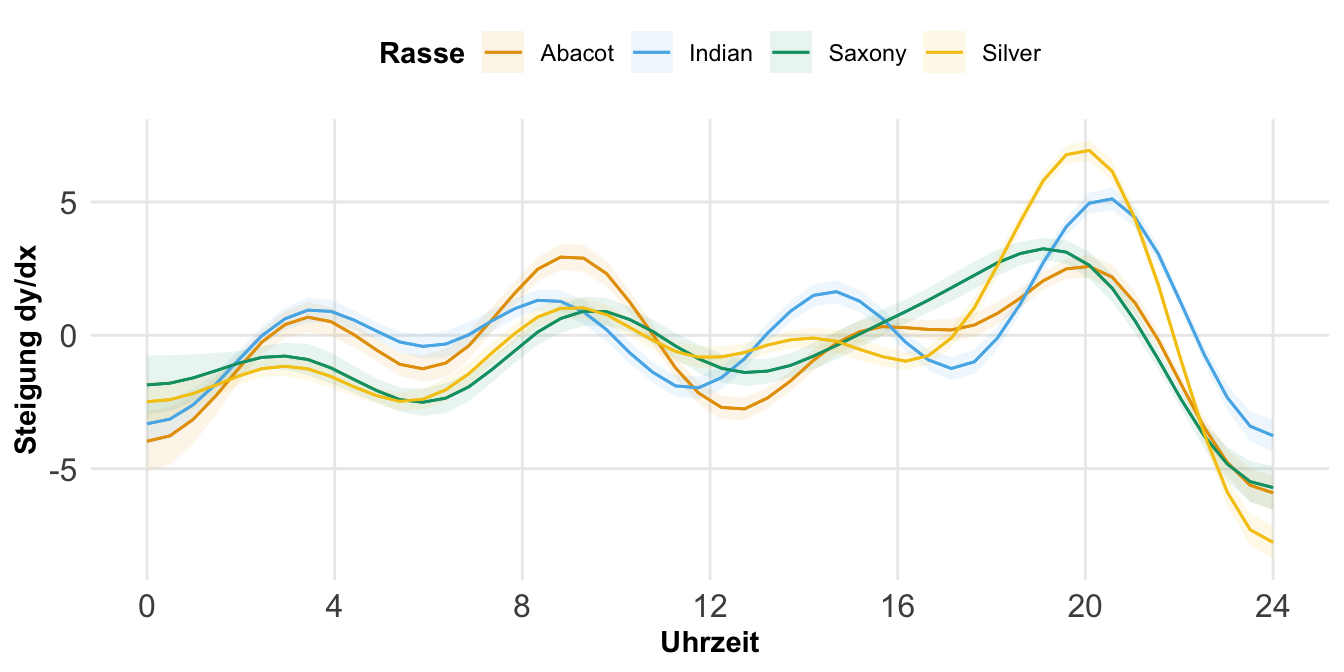 Rasse Abacot Indian Saxony Silver
Steigung dy/dx
5
0
-5
0 4 8 12 16 20 24
Uhrzeit